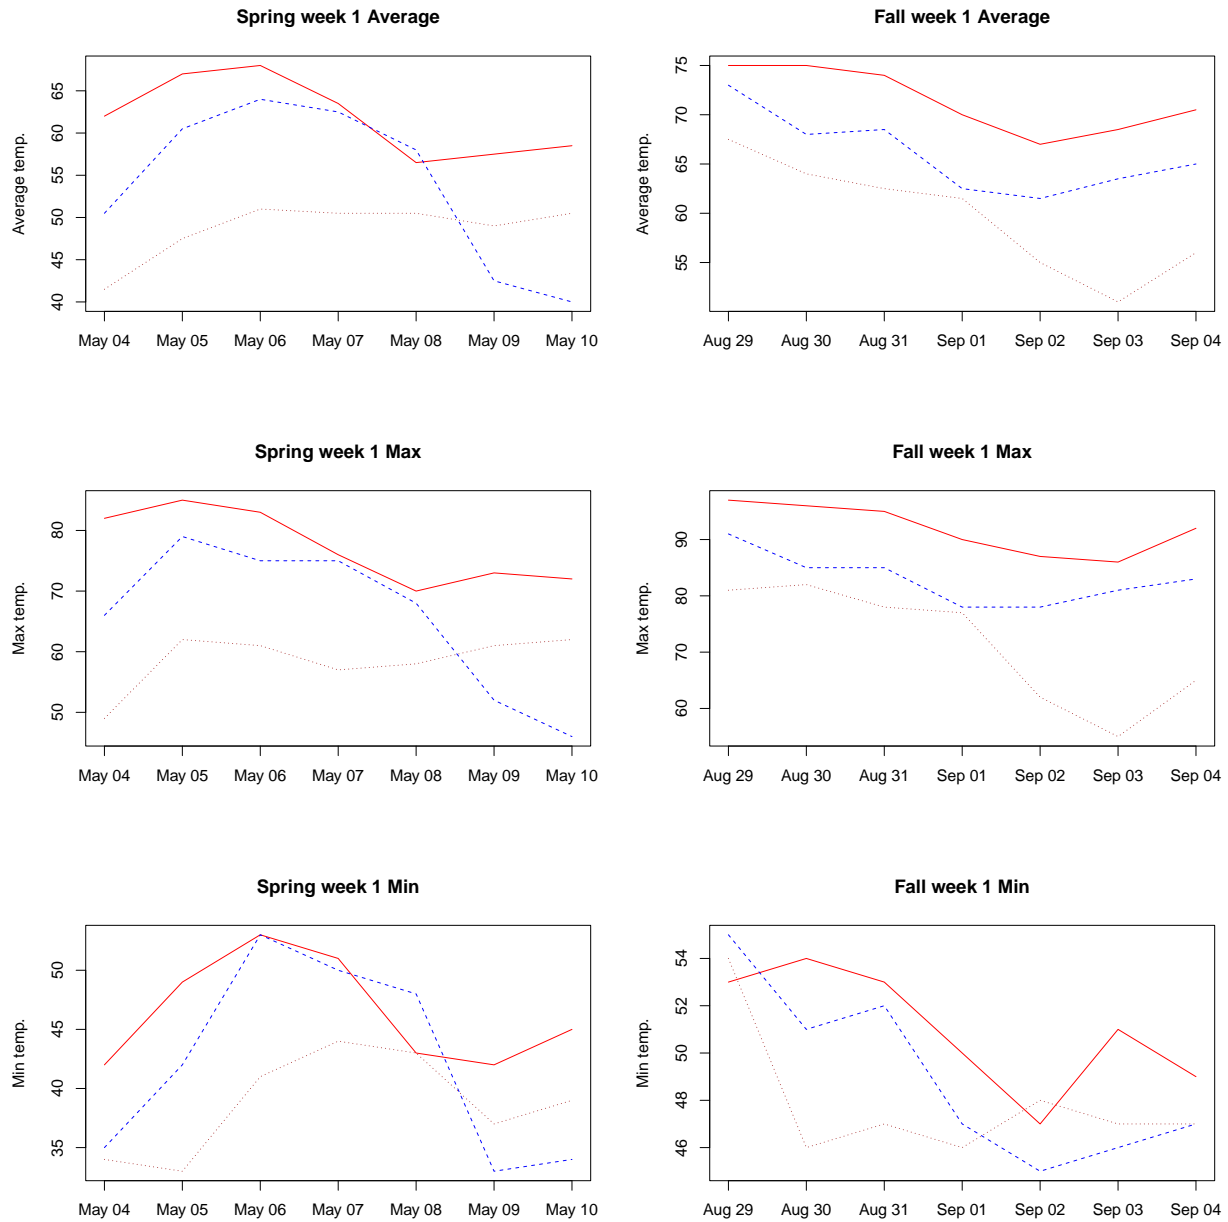 Spring week 1 Average
Average temp.
65
60
55
50
45
40
May 04 May 05 May 06 May 07 May 08 May 09 May 10
Fall week 1 Average
Average temp.
75
70
65
60
55
Aug 29 Aug 30 Aug 31 Sep 01 Sep 02 Sep 03 Sep 04
Spring week 1 Max
Max temp.
80
70
60
50
May 04 May 05 May 06 May 07 May 08 May 09 May 10
Fall week 1 Max
Max temp.
90
80
70
60
Aug 29 Aug 30 Aug 31 Sep 01 Sep 02 Sep 03 Sep 04
Spring week 1 Min
Min temp.
50
45
40
35
May 04 May 05 May 06 May 07 May 08 May 09 May 10
Fall week 1 Min
Min temp.
54
52
50
48
46
Aug 29 Aug 30 Aug 31 Sep 01 Sep 02 Sep 03 Sep 04